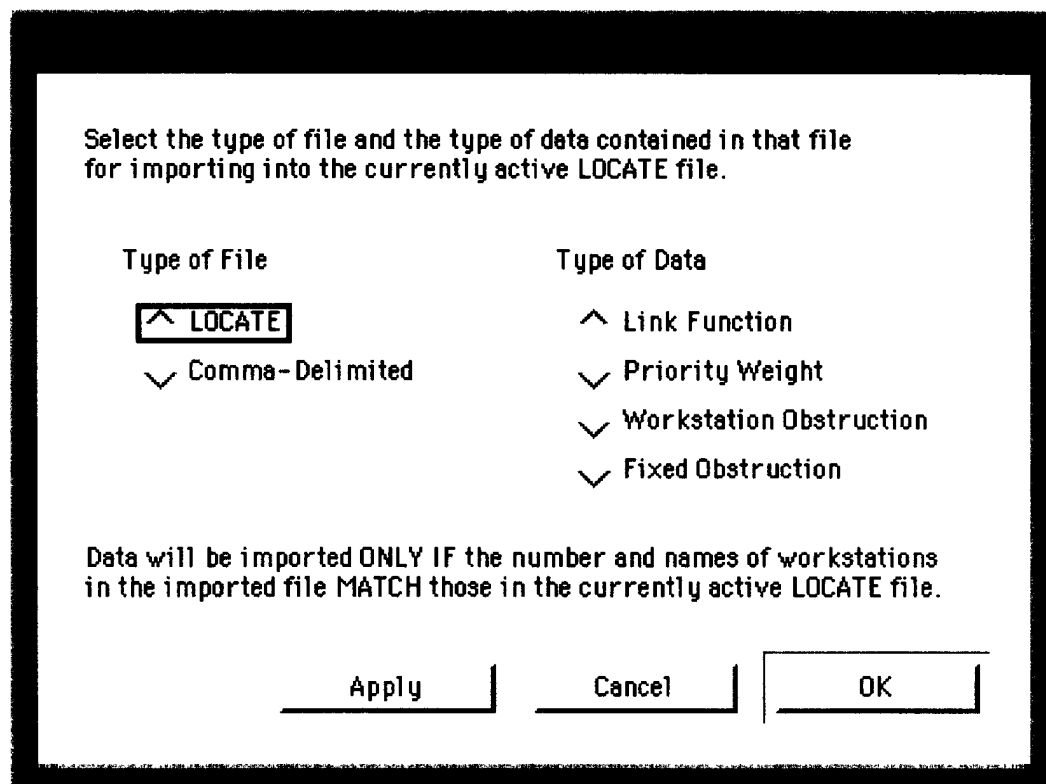 Select the type of file and the type of data contained in that file
for importing into the currently active LOCATE file.
Type of File
LOCATE
Comma-Delimited
Type of Data
Link Function
Priority Weight
Workstation Obstruction
Fixed Obstruction
Data will be imported ONLY IF the number and names of workstations
in the imported file MATCH those in the currently active LOCATE file.
Apply
Cancel
OK